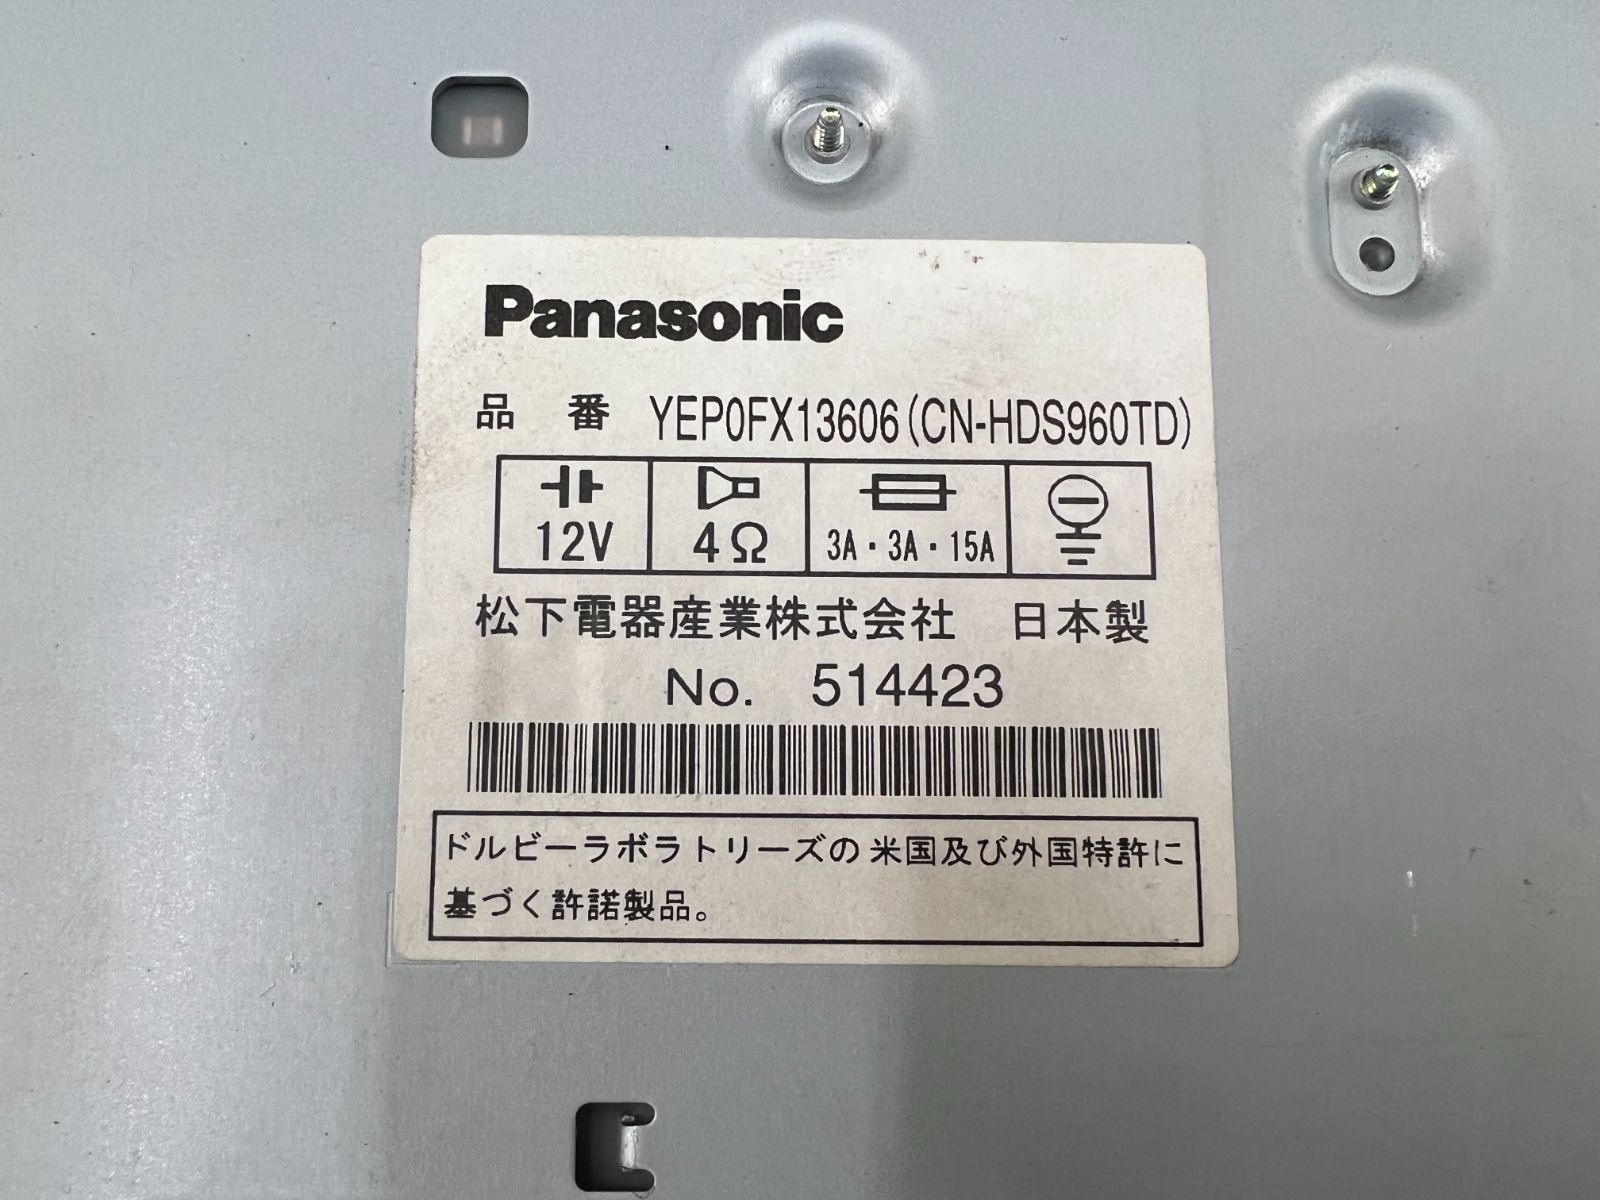 Panasonic
品 番 YEP0FX13606(CN-HDS960TD)
12V 4Ω 3A・3A・15A
松下電器産業株式会社 日本製
No. 514423
ドルビーラボラトリーズの米国及び外国特許に
基づく許諾製品。